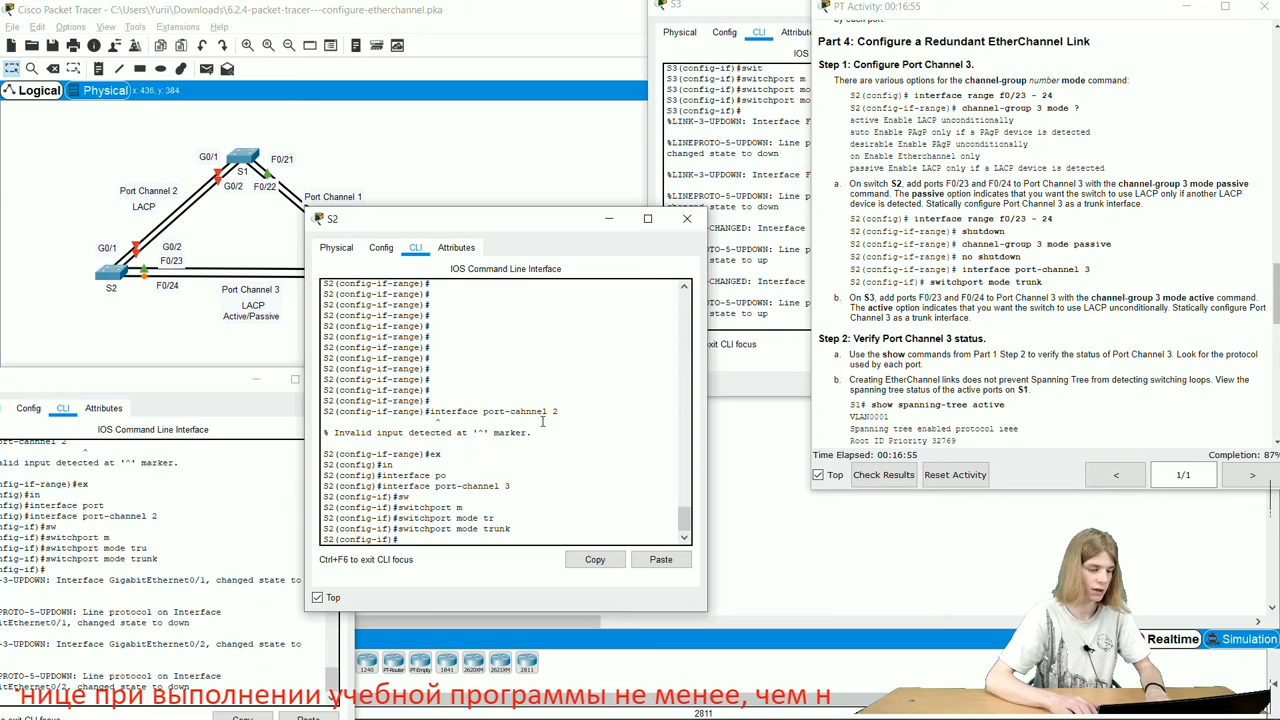 Cisco Packet Tracer - C:\Users\Yurii\Downloads\6.2.4-packet-tracer---configure-etherchannel.pka
File Edit Options View Tools Extensions Help
Logical Physical x: 436, y: 384
G0/1
F0/21
S1
G0/2
F0/22
Port Channel 2
LACP
Port Channel 1
G0/1
G0/2
F0/23
S2
F0/24
Port Channel 3
LACP
Active/Passive
S3
Physical Config CLI
IOS
S3(config-if)#swit
S3(config-if)#switchport m
S3(config-if)#switchport mo
S3(config-if)#switchport mo
S3(config-if)#
%LINK-3-UPDOWN: Interface F
%LINEPROTO-5-UPDOWN: Line p
changed state to down
%LINK-3-UPDOWN: Interface F
%LINEPROTO-5-UPDOWN: Line p
S2
Physical Config CLI Attributes
IOS Command Line Interface
S2(config-if-range)#
S2(config-if-range)#
S2(config-if-range)#
S2(config-if-range)#
S2(config-if-range)#
S2(config-if-range)#
S2(config-if-range)#
S2(config-if-range)#
S2(config-if-range)#
S2(config-if-range)#
S2(config-if-range)#
S2(config-if-range)#
S2(config-if-range)#interface port-cahnnel 2
^
% Invalid input detected at '^' marker.
S2(config-if-range)#ex
S2(config)#in
S2(config)#interface po
S2(config)#interface port-channel 3
S2(config-if)#sw
S2(config-if)#switchport m
S2(config-if)#switchport mode tr
S2(config-if)#switchport mode trunk
S2(config-if)#
Ctrl+F6 to exit CLI focus
Copy Paste
Top
Config CLI Attributes
IOS Command Line Interface
alid input detected at '^' marker.
onfig-if-range)#ex
onfig)#in
onfig)#interface port
onfig)#interface port-channel 2
onfig-if)#sw
onfig-if)#switchport m
onfig-if)#switchport mode tru
onfig-if)#switchport mode trunk
onfig-if)#
-3-UPDOWN: Interface GigabitEthernet0/1, changed state to
PROTO-5-UPDOWN: Line protocol on Interface
bitEthernet0/1, changed state to down
-3-UPDOWN: Interface GigabitEthernet0/2, changed state to
PROTO-5-UPDOWN: Line protocol on Interface
PT Activity: 00:16:55
by each port.
Part 4: Configure a Redundant EtherChannel Link
Step 1: Configure Port Channel 3.
There are various options for the channel-group number mode command:
S2(config)# interface range f0/23 - 24
S2(config-if-range)# channel-group 3 mode ?
active Enable LACP unconditionally
auto Enable PAgP only if a PAgP device is detected
desirable Enable PAgP unconditionally
on Enable Etherchannel only
passive Enable LACP only if a LACP device is detected
a. On switch S2, add ports F0/23 and F0/24 to Port Channel 3 with the channel-group 3 mode passive
command. The passive option indicates that you want the switch to use LACP only if another LACP
device is detected. Statically configure Port Channel 3 as a trunk interface.
S2(config)# interface range f0/23 - 24
S2(config-if-range)# shutdown
S2(config-if-range)# channel-group 3 mode passive
S2(config-if-range)# no shutdown
S2(config-if-range)# interface port-channel 3
S2(config-if)# switchport mode trunk
b. On S3, add ports F0/23 and F0/24 to Port Channel 3 with the channel-group 3 mode active command.
The active option indicates that you want the switch to use LACP unconditionally. Statically configure Port
Channel 3 as a trunk interface.
Step 2: Verify Port Channel 3 status.
a. Use the show commands from Part 1 Step 2 to verify the status of Port Channel 3. Look for the protocol
used by each port.
b. Creating EtherChannel links does not prevent Spanning Tree from detecting switching loops. View the
spanning tree status of the active ports on S1.
S1# show spanning-tree active
VLAN0001
Spanning tree enabled protocol ieee
Root ID Priority 32769
Time Elapsed: 00:16:55 Completion: 87%
Top Check Results Reset Activity < 1/1 >
Realtime Simulation
1240 PT-Router PT-Empty 1841 2620XM 2621XM 2811
2811
нице при выполнении учебной программы не менее, чем н